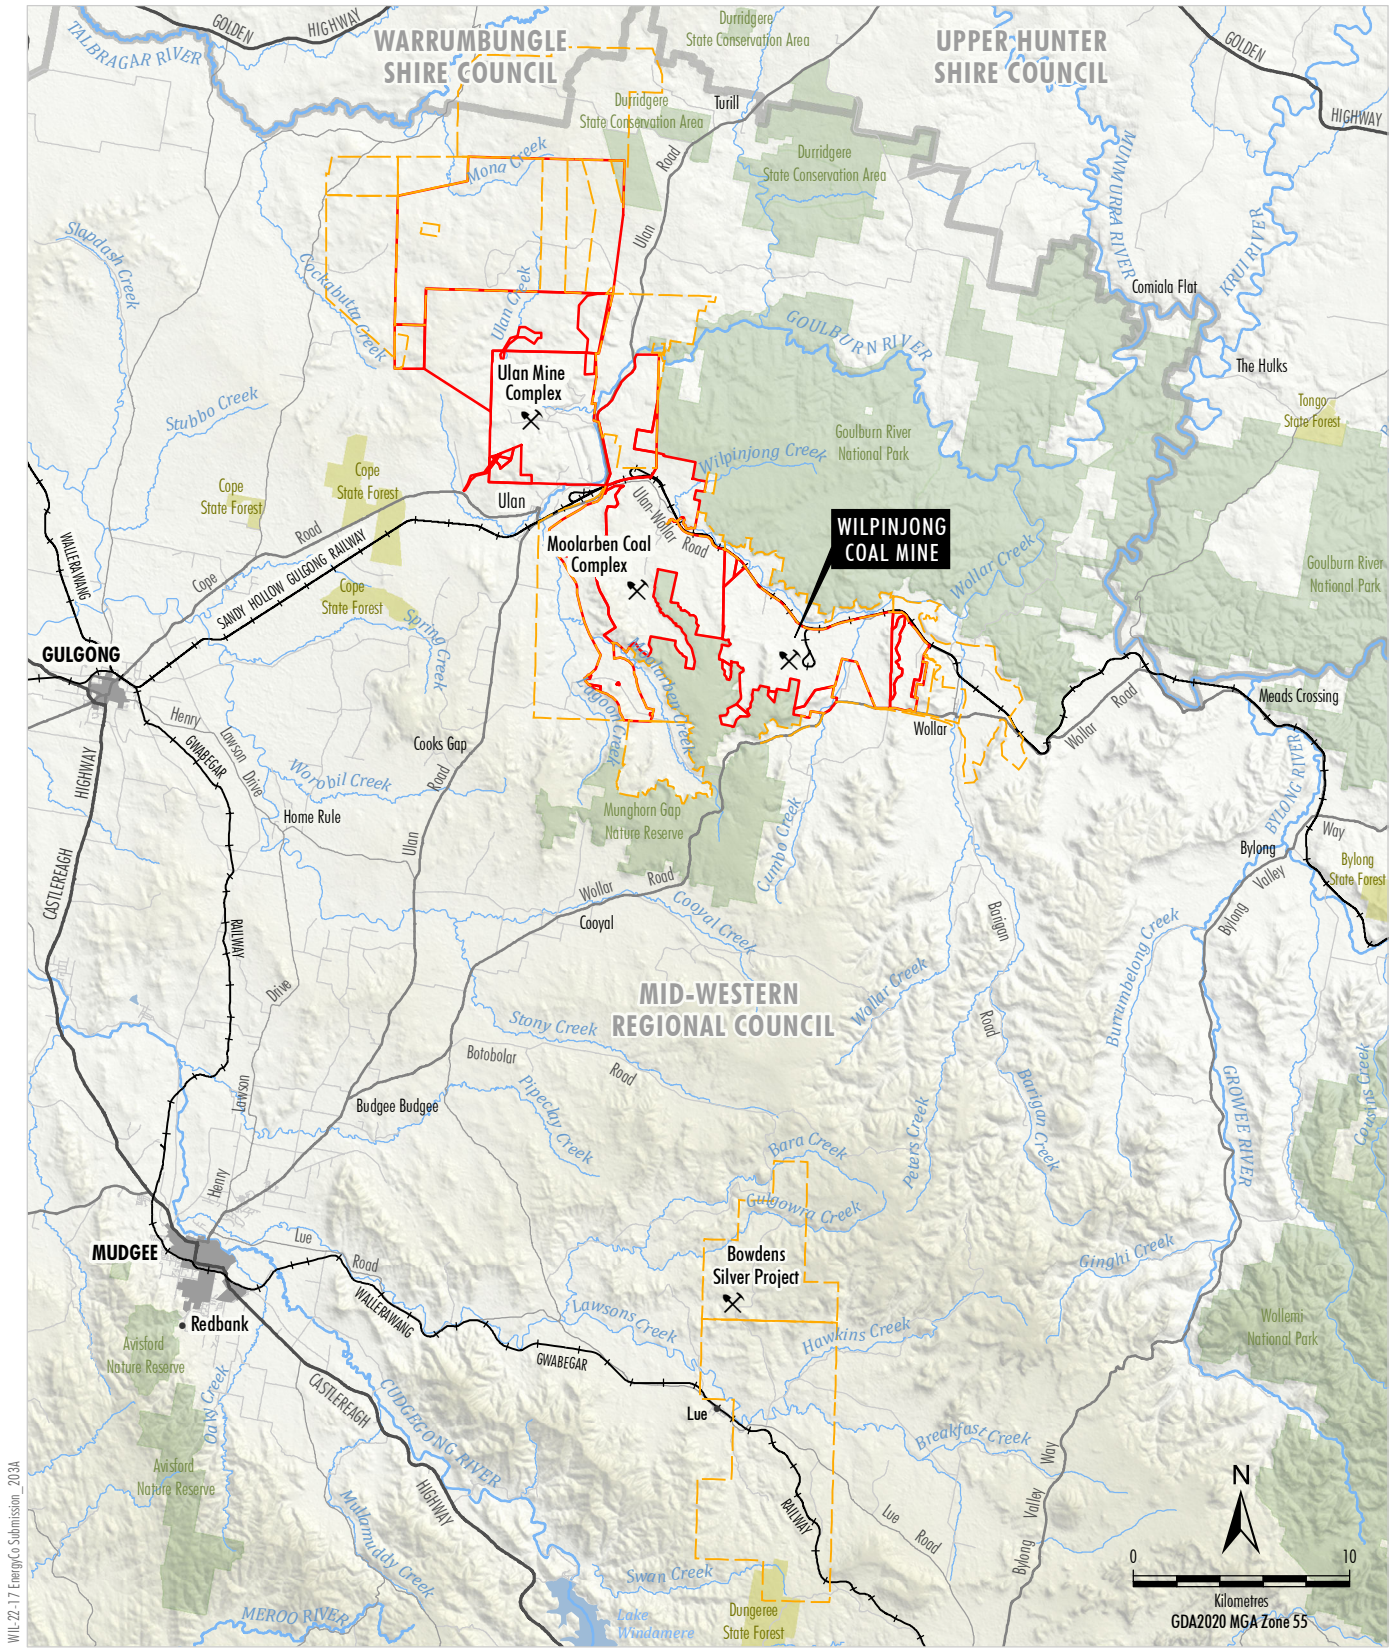 GOLDEN
HIGHWAY
TALBRAGAR RIVER
WARRUMBUNGLE
SHIRE COUNCIL
Durridgere
State Conservation Area
UPPER HUNTER
SHIRE COUNCIL
GOLDEN
HIGHWAY
Durridgere
State Conservation Area
Turill
Road
Durridgere
State Conservation Area
Mona Creek
MUNMURRA RIVER
KRUI RIVER
Slapdash Creek
Cockabutta Creek
Ulan Creek
Ulan
Comiala Flat
GOULBURN RIVER
The Hulks
Ulan Mine
Complex
Stubbo Creek
Tongo
State Forest
Goulburn River
National Park
Wilpinjong Creek
Cope
State Forest
Cope
State Forest
Ulan
Ulan-Wollar
Road
WILPINJONG
COAL MINE
WALLERAWANG
Road
Cope
SANDY HOLLOW GULGONG RAILWAY
Moolarben Coal
Complex
Wollar Creek
Goulburn River
National Park
Cope
State Forest
Spring Creek
GULGONG
Moolarben Creek
Lagoon Creek
Henry
Lawson
Drive
GWABEGAR
Cooks Gap
Road
Wollar
Wollar
Road
Meads Crossing
BYLONG RIVER
HIGHWAY
Worobil Creek
Home Rule
Munghorn Gap
Nature Reserve
Ulan
Cumbo Creek
Way
Bylong
Valley
Bylong
State Forest
CASTLEREAGH
Wollar
Road
Cooyal
Cooyal Creek
Barigan
Bylong
Burrumbelong Creek
RAILWAY
Drive
MID-WESTERN
REGIONAL COUNCIL
Wollar Creek
Road
Stony Creek
Botobolar
Road
Lawson
Budgee Budgee
Pipeclay Creek
Barigan Creek
Peters Creek
GROWEE RIVER
Cousins Creek
Bara Creek
Gulgowra Creek
Henry
Lue
Road
MUDGEE
Bowdens
Silver Project
Ginghi Creek
WALLERAWANG
Redbank
Lawsons Creek
Hawkins Creek
Wollemi
National Park
Avisford
Nature Reserve
GWABEGAR
CASTLEREAGH
CUDGEGONG RIVER
Oaky Creek
Lue
Breakfast Creek
Way
Avisford
Nature Reserve
HIGHWAY
RAILWAY
Lue
Road
Valley
Bylong
Mulamuddy Creek
Swan Creek
MEROO RIVER
Lake
Windamere
Dungeree
State Forest
N
0
10
Kilometres
GDA2020 MGA Zone 55
WIL-22-17 EnergyCo Submission_203A